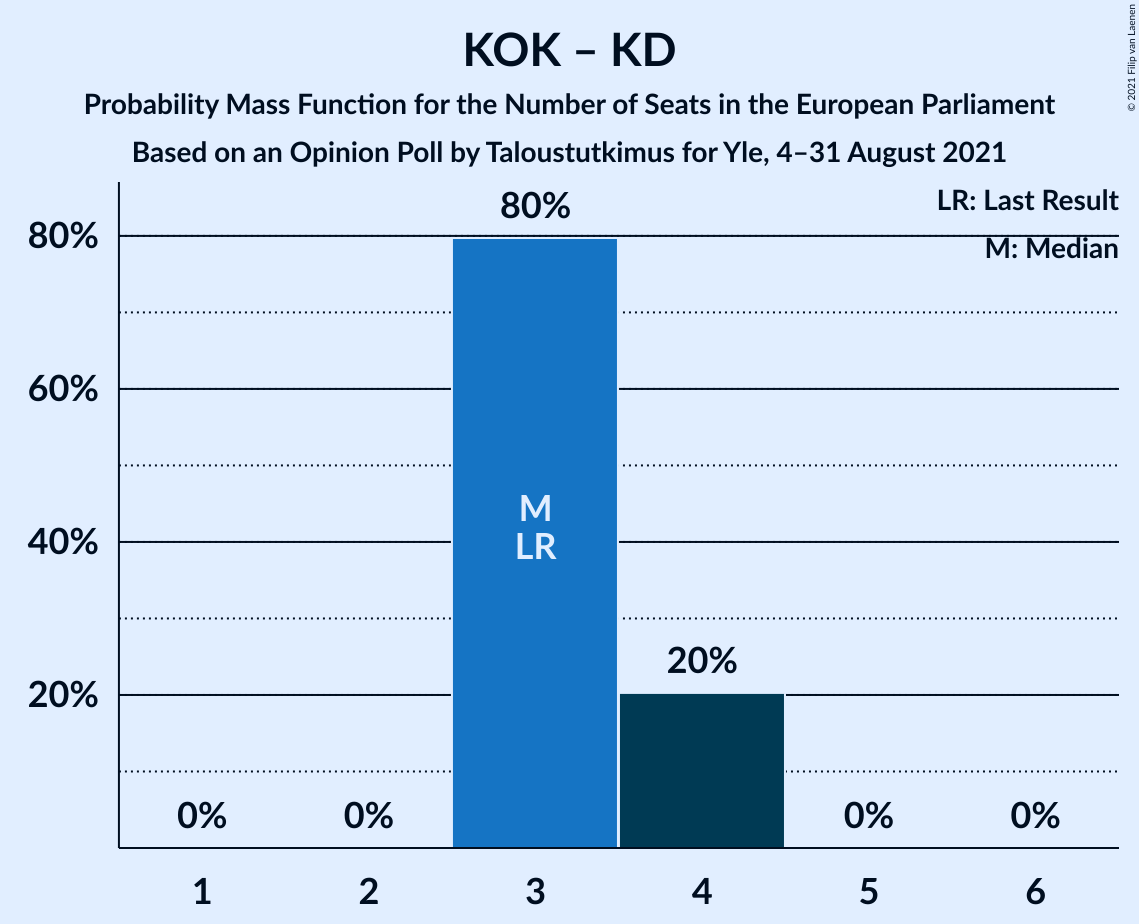 KOK – KD
Probability Mass Function for the Number of Seats in the European Parliament
Based on an Opinion Poll by Taloustutkimus for Yle, 4–31 August 2021
© 2021 Filip van Laenen
LR: Last Result
M: Median
80%
60%
40%
20%
80%
M
LR
20%
0%
0%
0%
0%
1
2
3
4
5
6